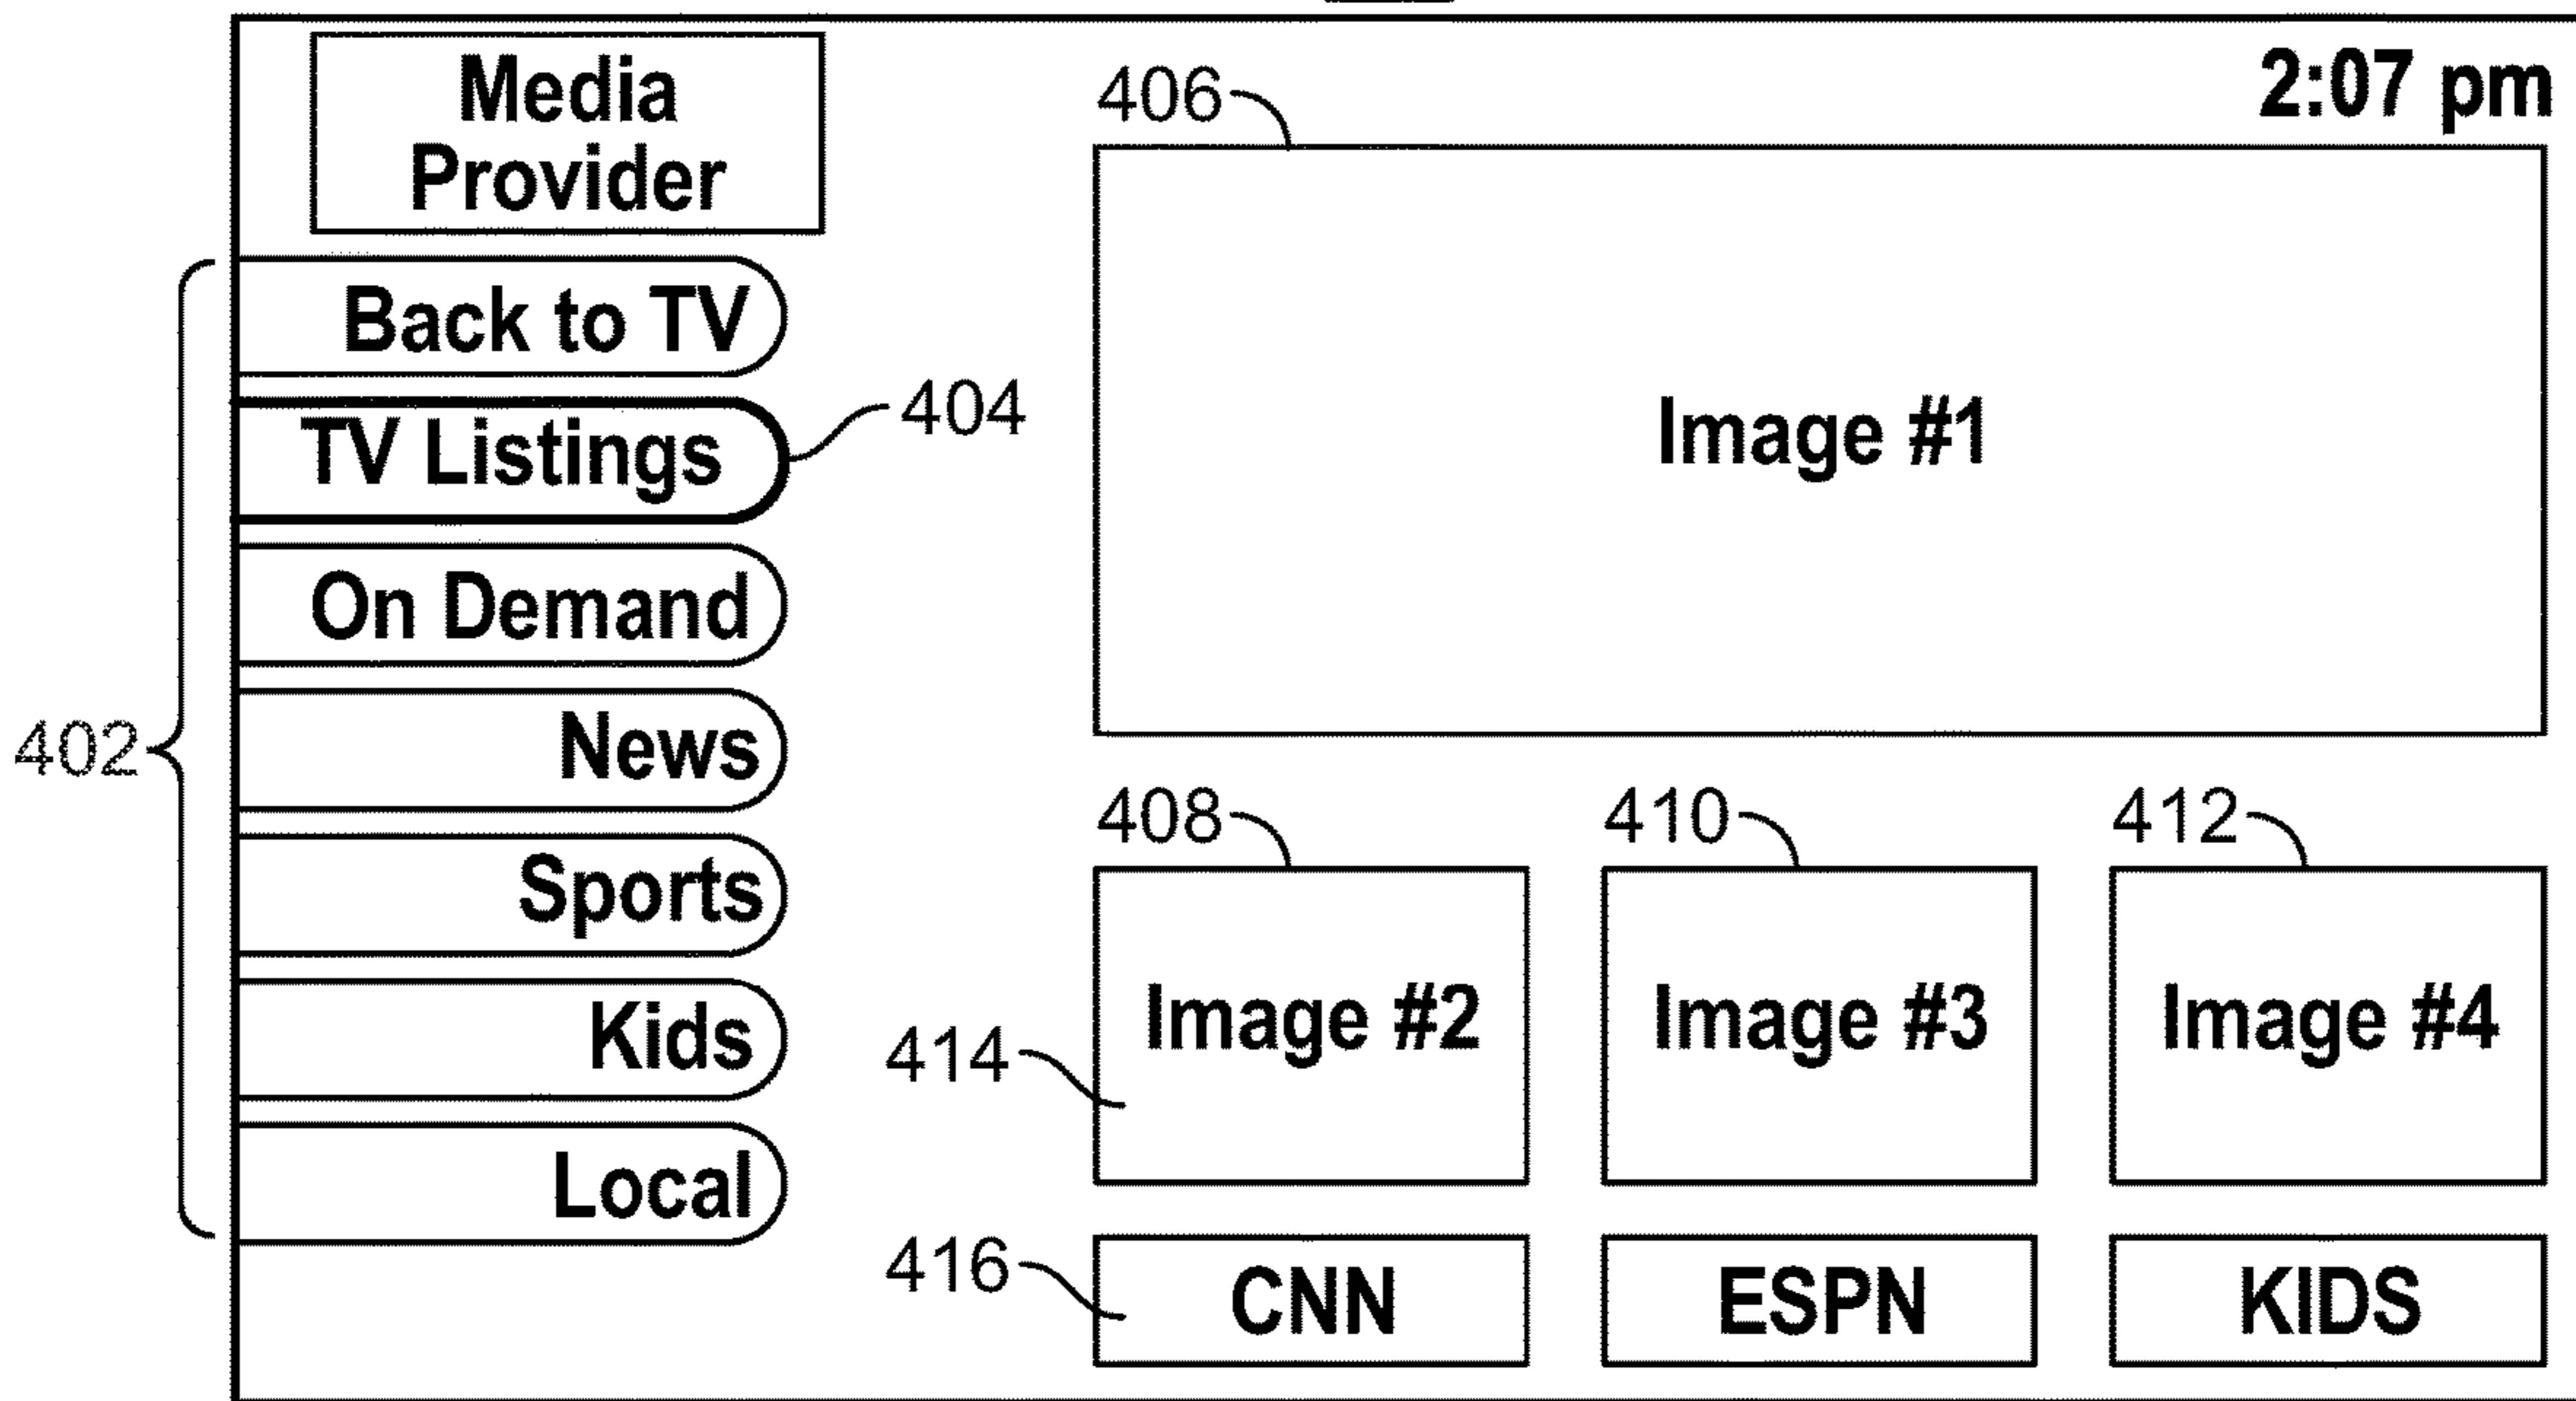 2:07 pm
Media
Provider
406
Back to TV
TV Listings
404
Image #1
On Demand
News
402
408
410
412
Sports
Image #2
Image #3
Image #4
Kids
414
Local
416
CNN
ESPN
KIDS